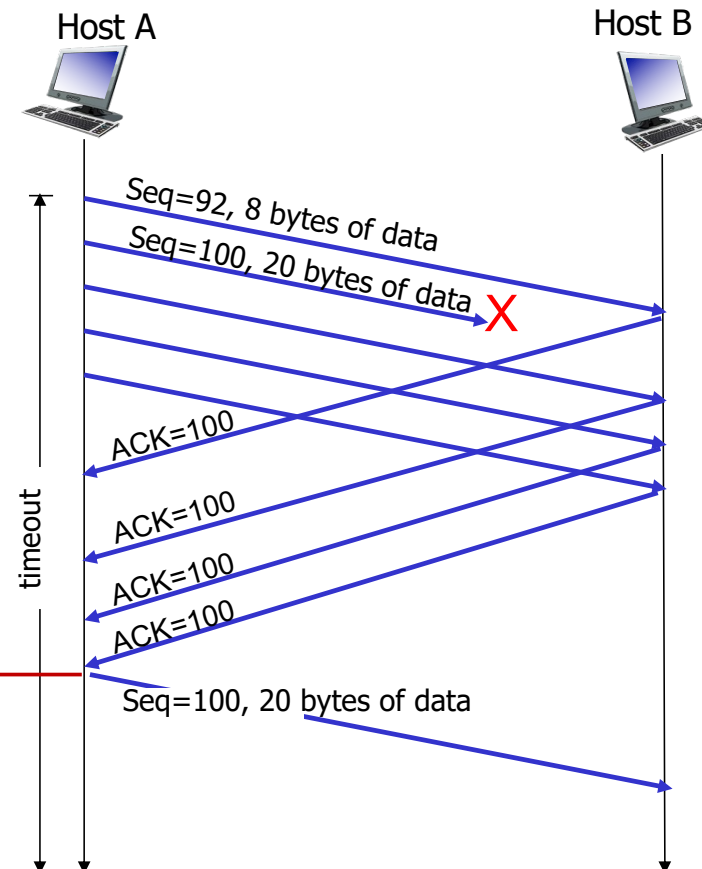 Host A
Host B
Seq=92, 8 bytes of data
Seq=100, 20 bytes of data
X
ACK=100
ACK=100
ACK=100
ACK=100
timeout
Seq=100, 20 bytes of data